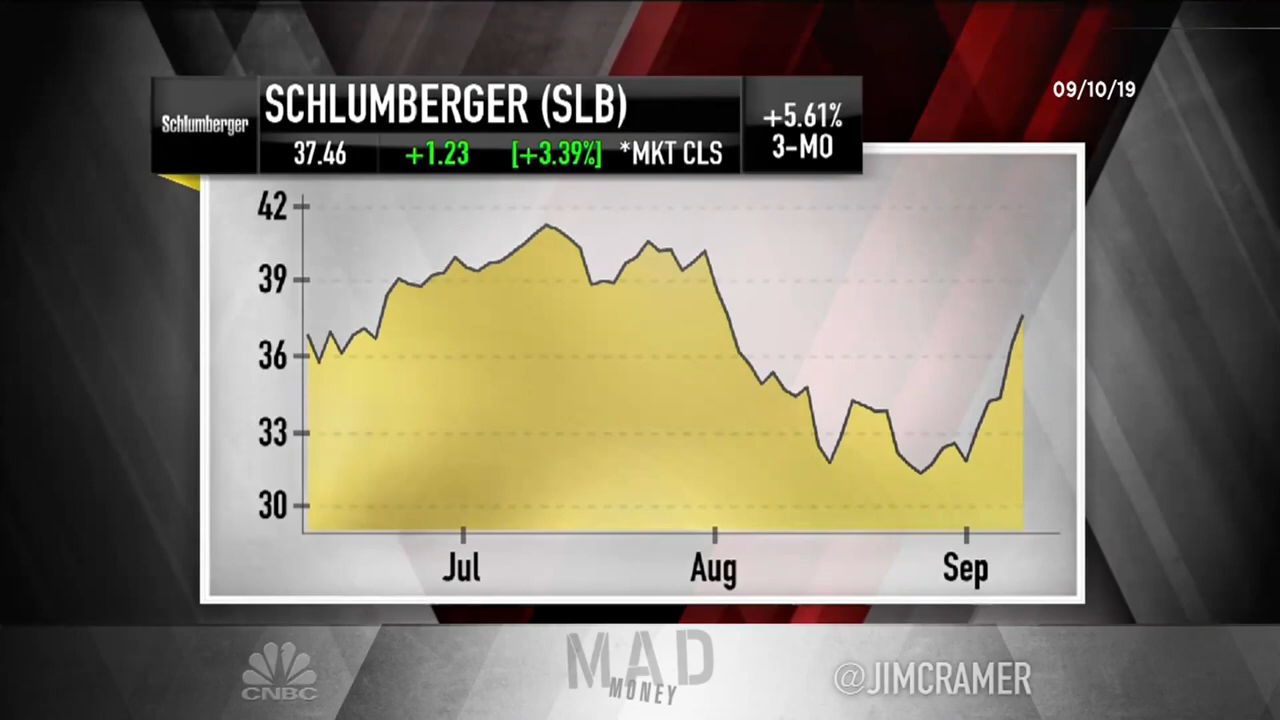 Schlumberger
SCHLUMBERGER (SLB)
37.46 +1.23 [+3.39%] *MKT CLS
+5.61%
3-MO
09/10/19
42
39
36
33
30
Jul Aug Sep
CNBC
MAD
MONEY
@JIMCRAMER